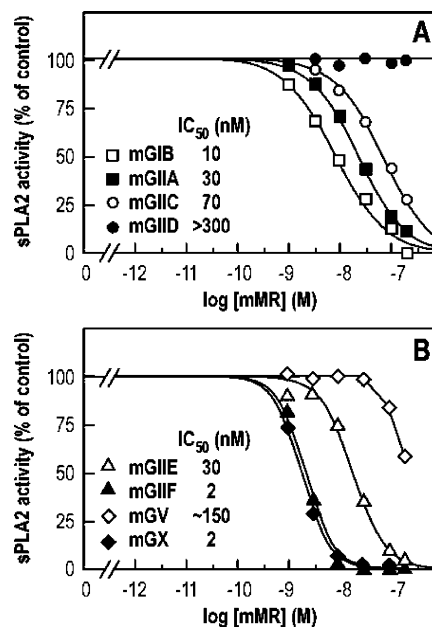 A
sPLA2 activity (% of control)
100
75
50
25
0
IC50 (nM)
mGIB 10
mGIIA 30
mGIIC 70
mGIID >300
0 -12 -11 -10 -9 -8 -7
log [mMR] (M)
B
sPLA2 activity (% of control)
100
75
50
25
0
IC50 (nM)
mGIIE 30
mGIIF 2
mGV ~150
mGX 2
0 -12 -11 -10 -9 -8 -7
log [mMR] (M)